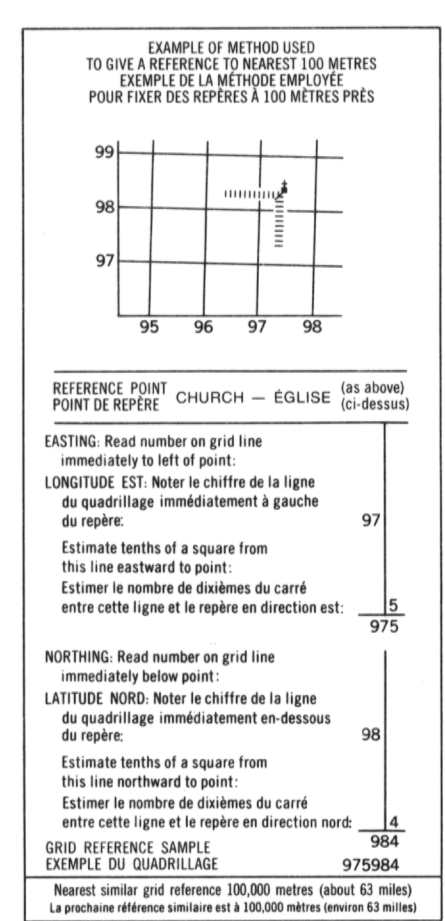 EXAMPLE OF METHOD USED
TO GIVE A REFERENCE TO NEAREST 100 METRES
EXEMPLE DE LA MÉTHODE EMPLOYÉE
POUR FIXER DES REPÈRES À 100 MÈTRES PRÈS
99
98
97
95 96 97 98
REFERENCE POINT
POINT DE REPÈRE CHURCH — ÉGLISE (as above)
(ci-dessus)
EASTING: Read number on grid line
immediately to left of point:
LONGITUDE EST: Noter le chiffre de la ligne
du quadrillage immédiatement à gauche
du repère: 97
Estimate tenths of a square from
this line eastward to point:
Estimer le nombre de dixièmes du carré
entre cette ligne et le repère en direction est: 5
975
NORTHING: Read number on grid line
immediately below point:
LATITUDE NORD: Noter le chiffre de la ligne
du quadrillage immédiatement en-dessous
du repère: 98
Estimate tenths of a square from
this line northward to point:
Estimer le nombre de dixièmes du carré
entre cette ligne et le repère en direction nord: 4
984
GRID REFERENCE SAMPLE
EXEMPLE DU QUADRILLAGE 975984
Nearest similar grid reference 100,000 metres (about 63 miles)
La prochaine référence similaire est à 100,000 mètres (environ 63 milles)